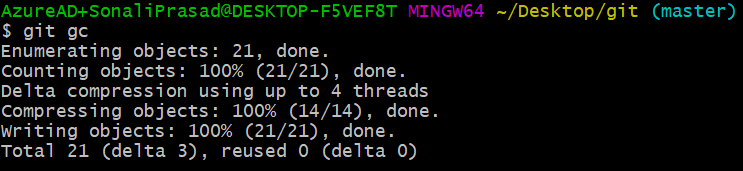 AzureAD+SonaliPrasad@DESKTOP-F5VEF8T MINGW64 ~/Desktop/git (master)
$ git gc
Enumerating objects: 21, done.
Counting objects: 100% (21/21), done.
Delta compression using up to 4 threads
Compressing objects: 100% (14/14), done.
Writing objects: 100% (21/21), done.
Total 21 (delta 3), reused 0 (delta 0)